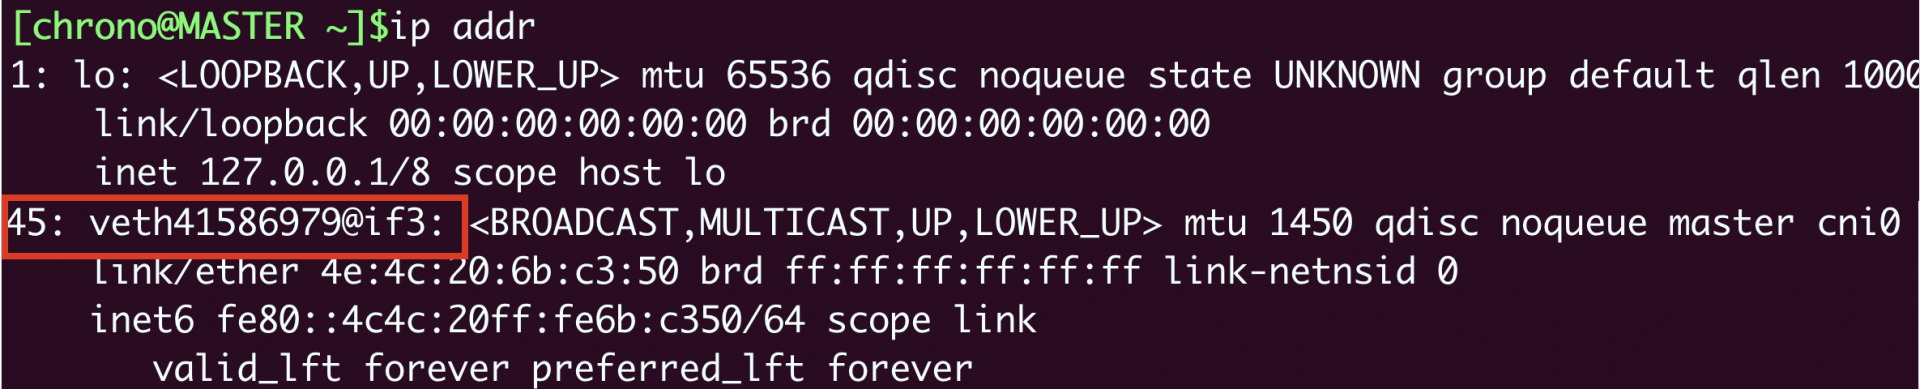 [chrono@MASTER ~]$ip addr
1: lo: <LOOPBACK,UP,LOWER_UP> mtu 65536 qdisc noqueue state UNKNOWN group default qlen 1000
link/loopback 00:00:00:00:00:00 brd 00:00:00:00:00:00
inet 127.0.0.1/8 scope host lo
45: veth41586979@if3: <BROADCAST,MULTICAST,UP,LOWER_UP> mtu 1450 qdisc noqueue master cni0
link/ether 4e:4c:20:6b:c3:50 brd ff:ff:ff:ff:ff:ff link-netnsid 0
inet6 fe80::4c4c:20ff:fe6b:c350/64 scope link
valid_lft forever preferred_lft forever